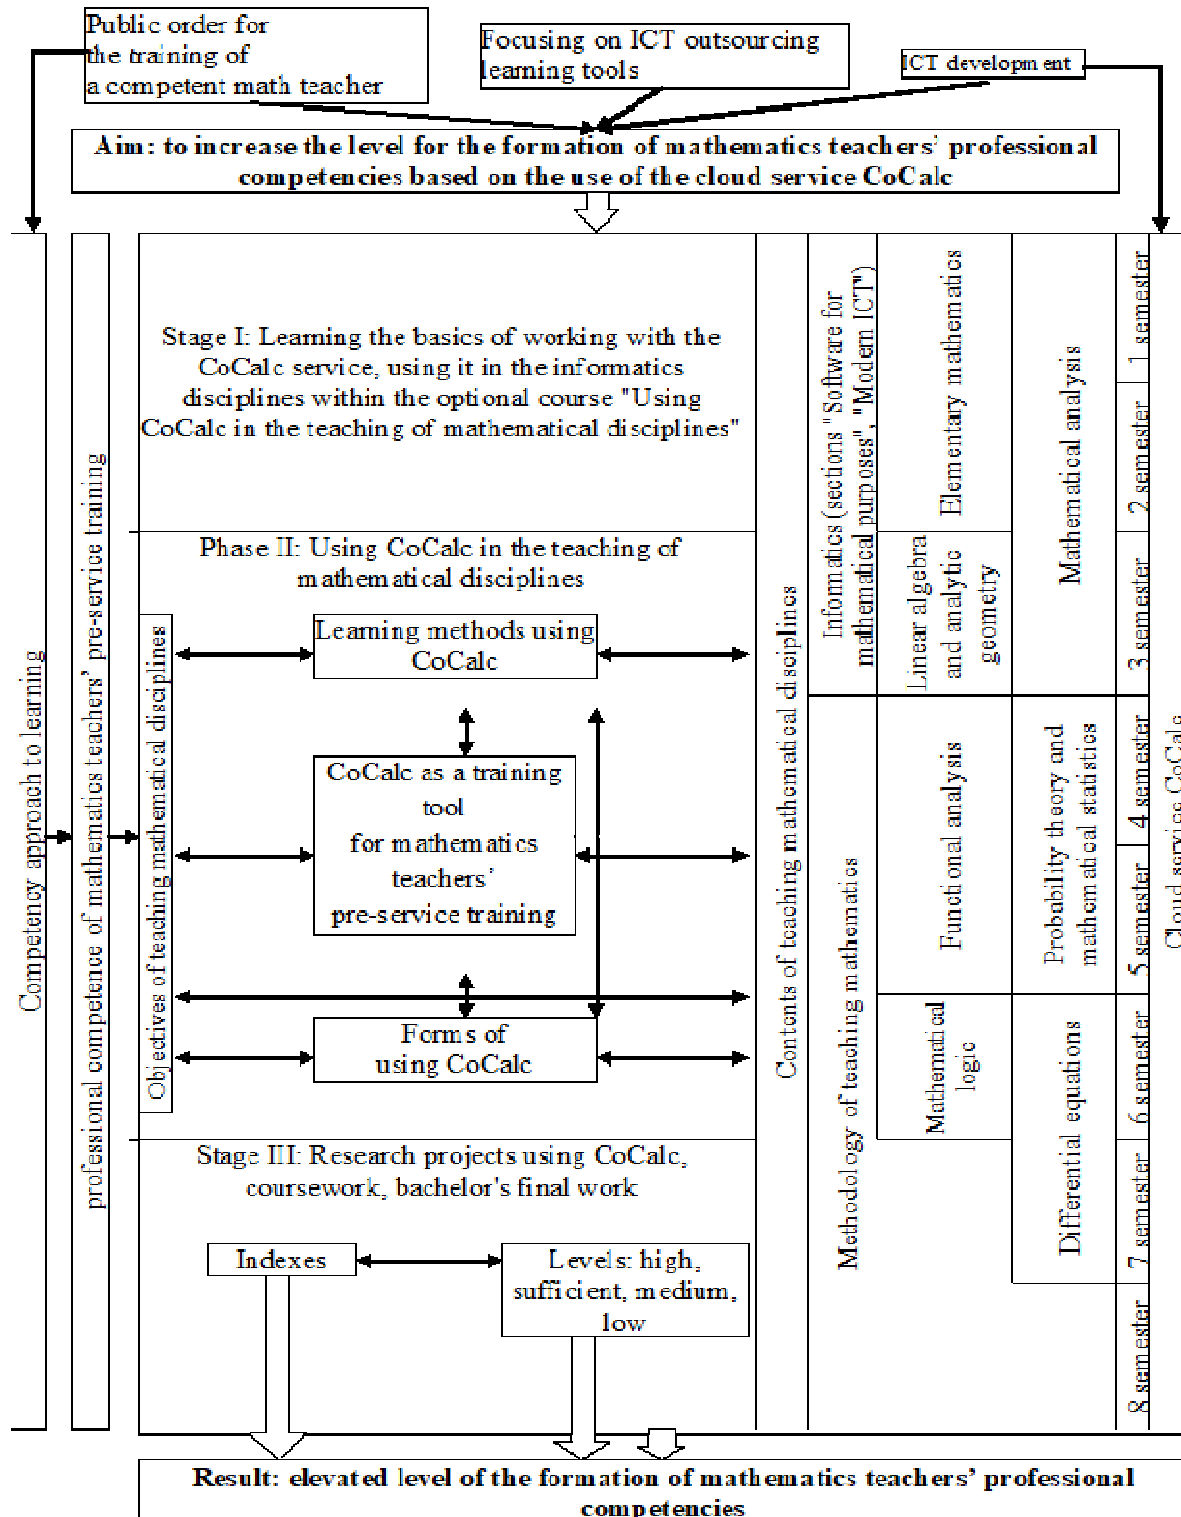 Public order for
the training of
a competent math teacher
Focusing on ICT outsourcing
learning tools
ICT development
Aim: to increase the level for the formation of mathematics teachers' professional
competencies based on the use of the cloud service CoCalc
Competency approach to learning
professional competence of mathematics teachers' pre-service training
Stage I: Learning the basics of working with the
CoCalc service, using it in the informatics
disciplines within the optional course "Using
CoCalc in the teaching of mathematical disciplines"
Phase II: Using CoCalc in the teaching of
mathematical disciplines
Objectives of teaching mathematical disciplines
Learning methods using
CoCalc
CoCalc as a training
tool
for mathematics
teachers’
pre-service training
Forms of
using CoCalc
Stage III: Research projects using CoCalc,
coursework, bachelor's final work
Indexes
Levels: high,
sufficient, medium,
low
Contents of teaching mathematical disciplines
Informatics (sections "Software for
mathematical purposes", "Modern ICT")
Methodology of teaching mathematics
Elementary mathematics
Linear algebra
and analytic
geometry
Functional analysis
Mathematical
logic
Mathematical analysis
Probability theory and
mathematical statistics
Differential equations
1 semester
2 semester
3 semester
4 semester
5 semester
6 semester
7 semester
8 semester
Cloud service CoCalc
Result: elevated level of the formation of mathematics teachers’ professional
competencies